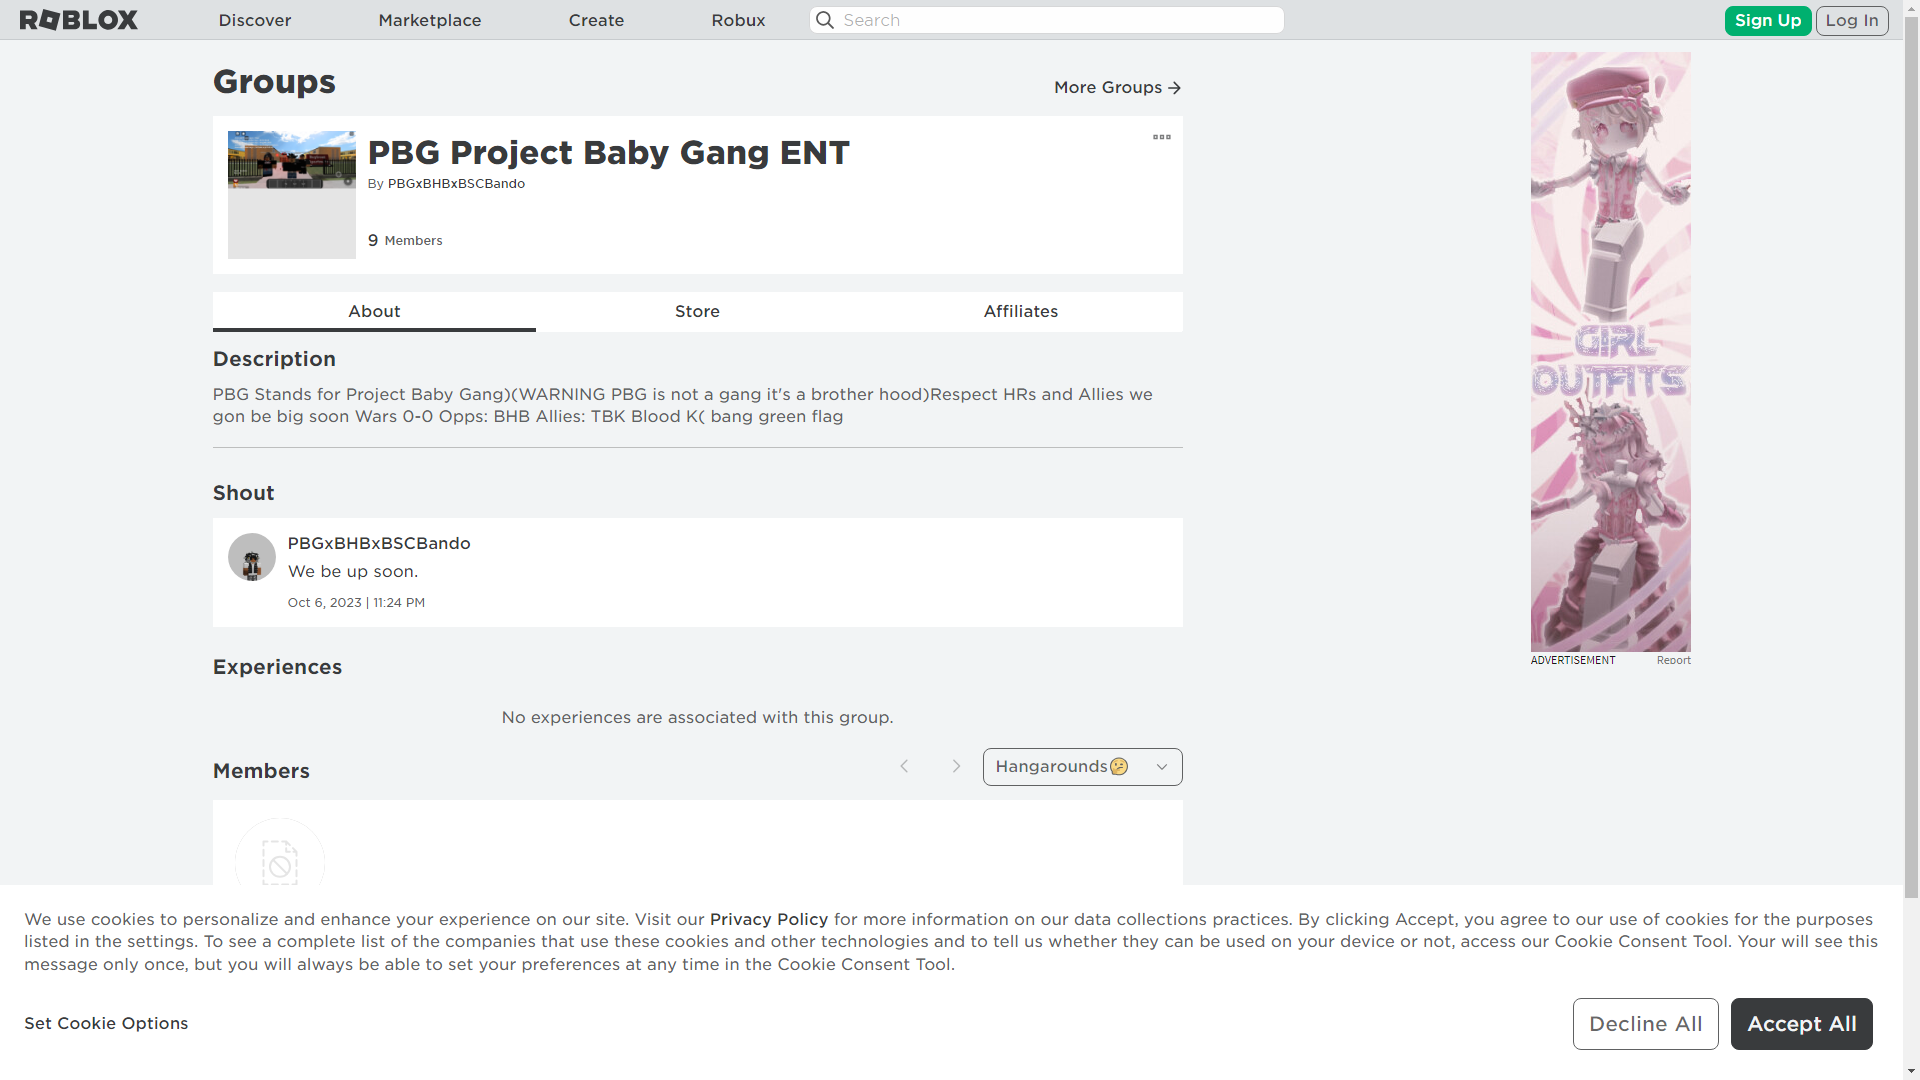 ROBLOX
Discover
Marketplace
Create
Robux
Search
Sign Up
Log In
Groups
More Groups
PBG Project Baby Gang ENT
By PBGxBHBxBSCBando
9 Members
About
Store
Affiliates
Description
PBG Stands for Project Baby Gang)(WARNING PBG is not a gang it's a brother hood)Respect HRs and Allies we
gon be big soon Wars 0-0 Opps: BHB Allies: TBK Blood K( bang green flag
Shout
PBGxBHBxBSCBando
We be up soon.
Oct 6, 2023 | 11:24 PM
Experiences
No experiences are associated with this group.
Members
Hangarounds🤔
GIRL
OUTFITS
ADVERTISEMENT
Report
We use cookies to personalize and enhance your experience on our site. Visit our Privacy Policy for more information on our data collections practices. By clicking Accept, you agree to our use of cookies for the purposes
listed in the settings. To see a complete list of the companies that use these cookies and other technologies and to tell us whether they can be used on your device or not, access our Cookie Consent Tool. Your will see this
message only once, but you will always be able to set your preferences at any time in the Cookie Consent Tool.
Set Cookie Options
Decline All
Accept All